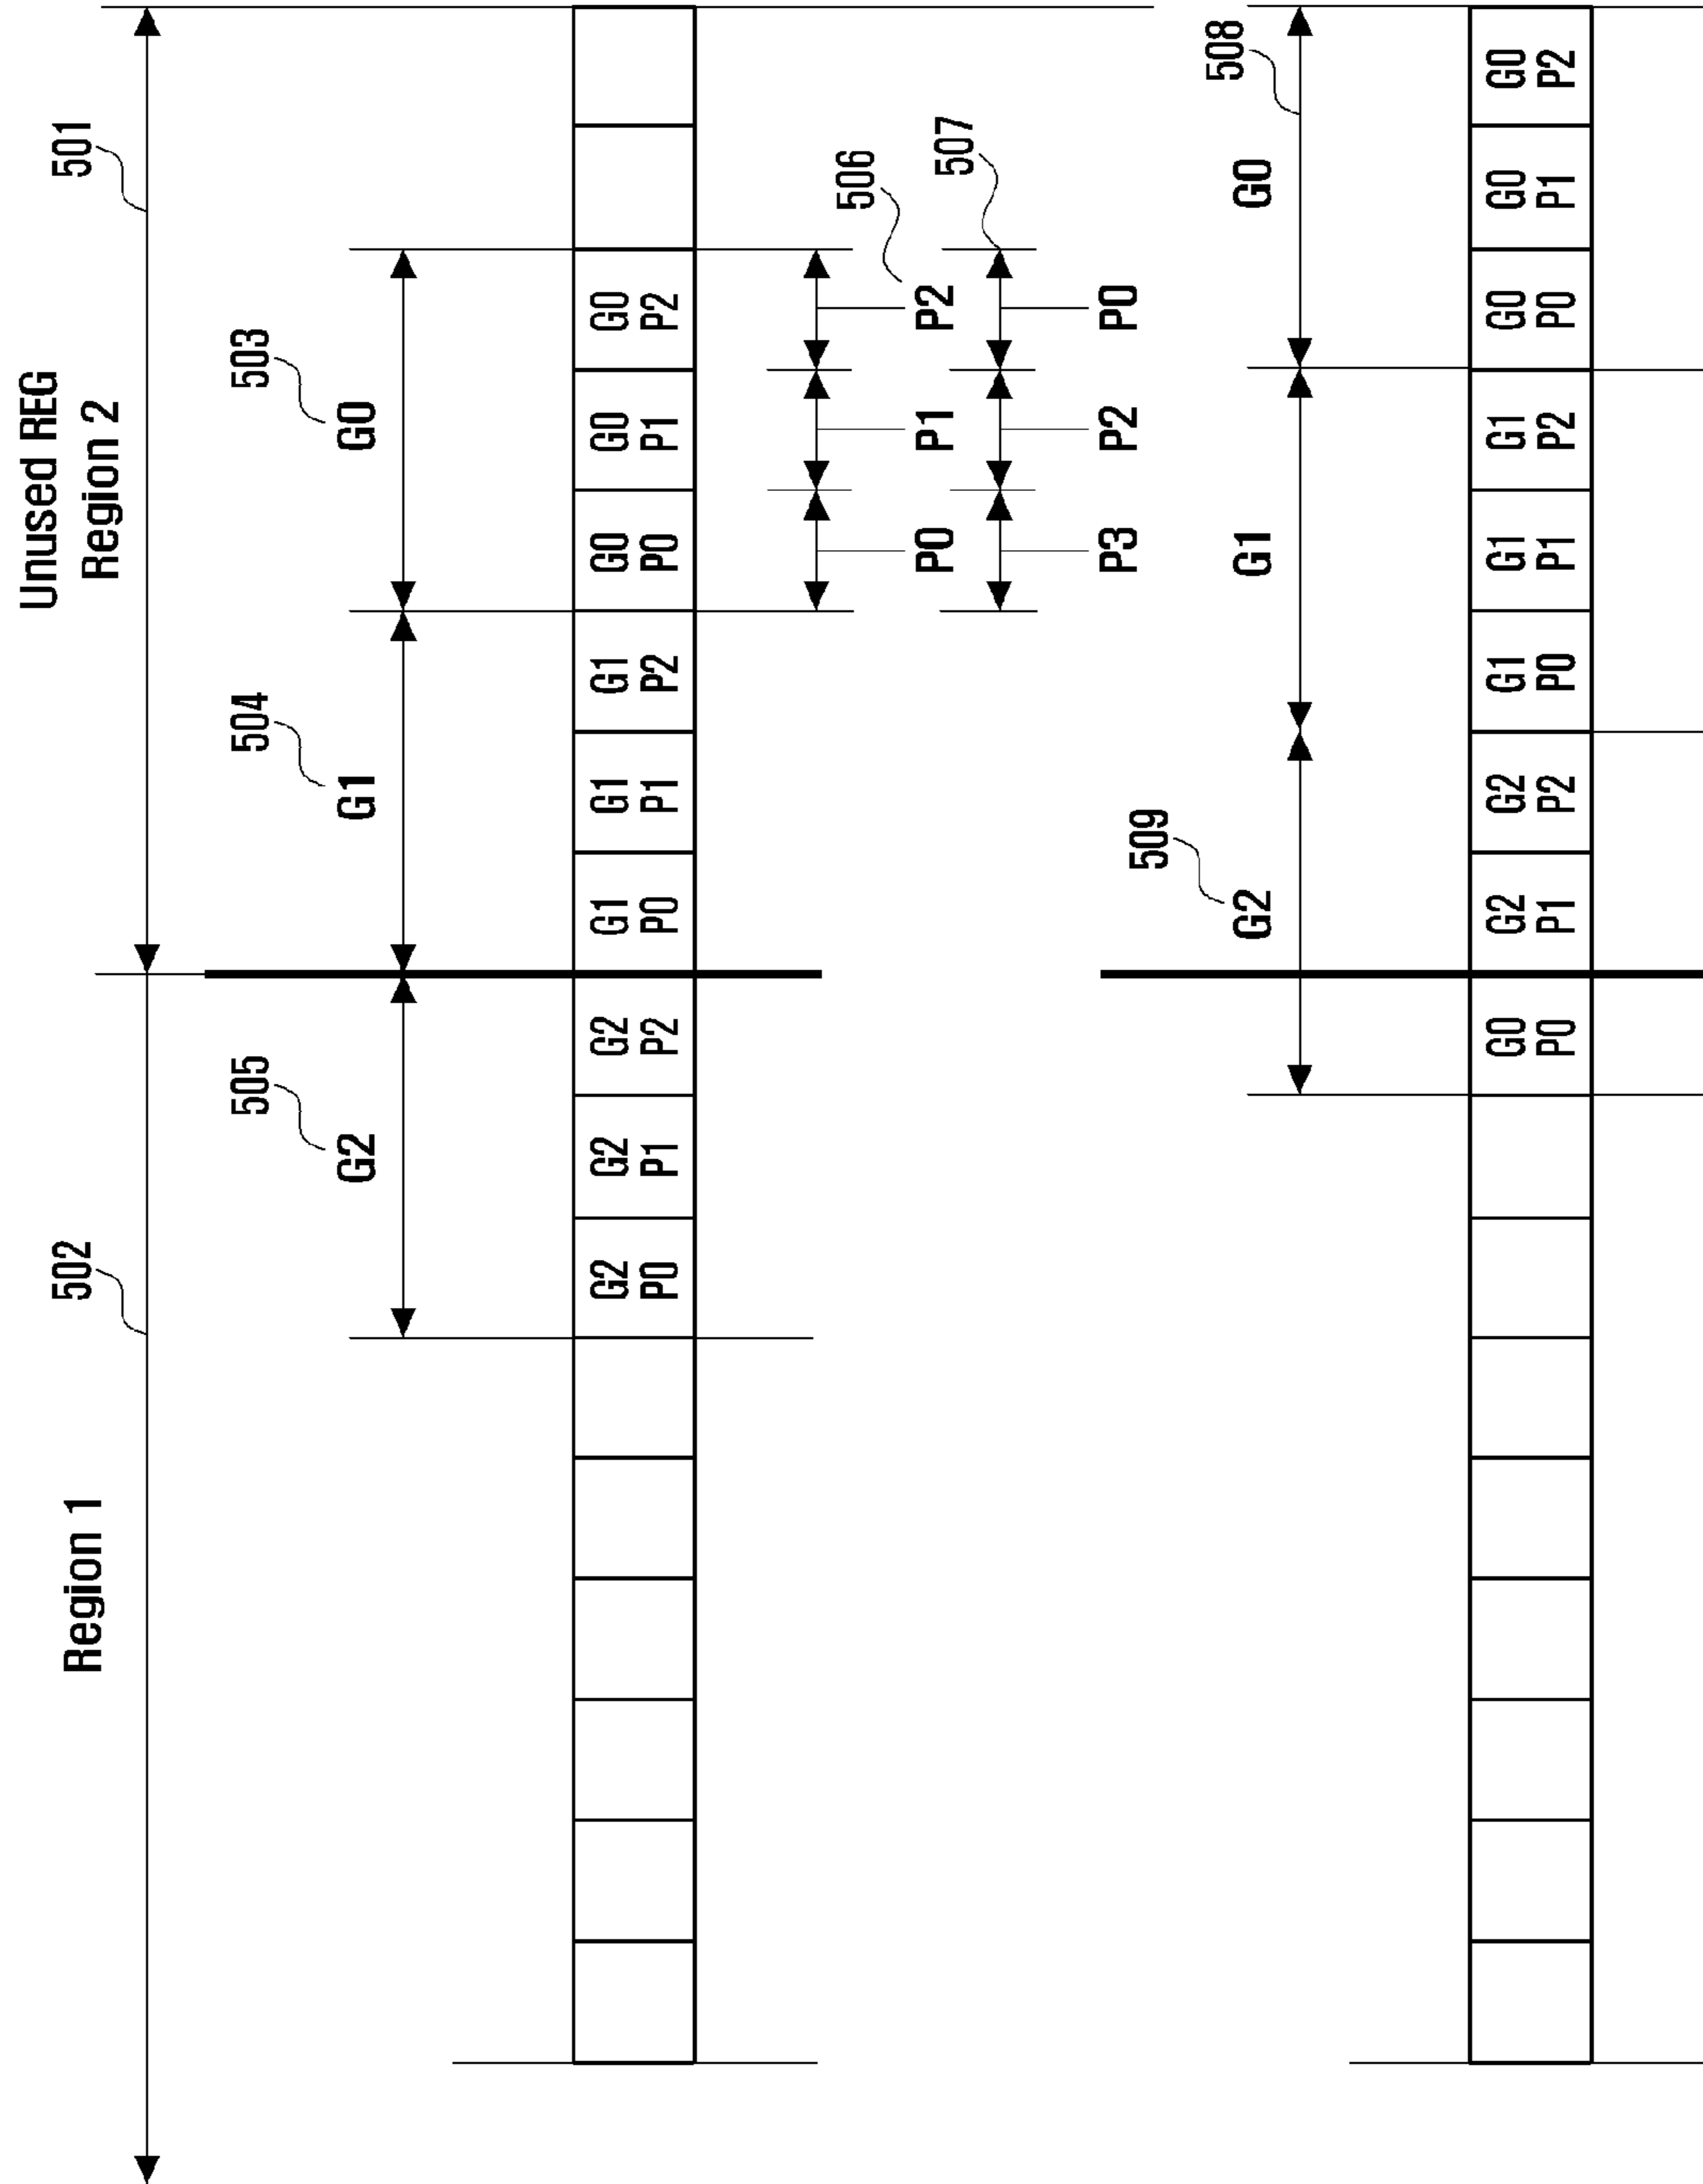 Unused REG
Region 1 Region 2
502 501
505 504 503
G2 G1 G0
G2 G2 G2 G1 G1 G1 G0 G0 G0
P0 P1 P2 P0 P1 P2 P0 P1 P2
506
P0 P1 P2
507
P3 P2 P0
509 508
G2 G1 G0
G0 G2 G2 G1 G1 G1 G0 G0 G0
P0 P1 P2 P0 P1 P2 P0 P1 P2